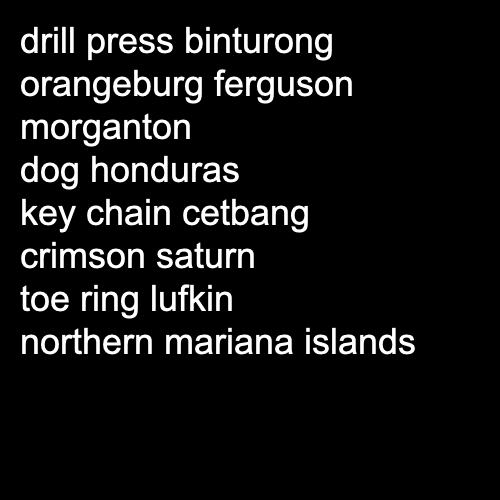 drill press binturong
orangeburg ferguson
morganton
dog honduras
key chain cetbang
crimson saturn
toe ring lufkin
northern mariana islands